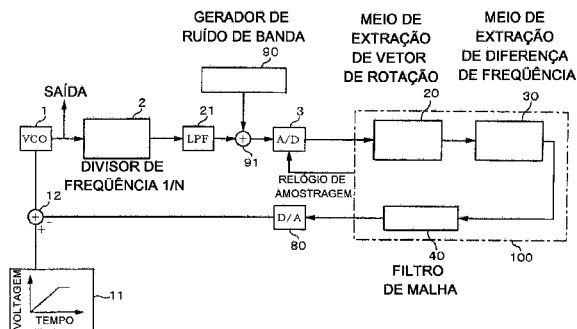 GERADOR DE
RUÍDO DE BANDA
90
MEIO DE
EXTRAÇÃO
DE VETOR
DE ROTAÇÃO
20
MEIO DE
EXTRAÇÃO
DE DIFERENÇA
DE FREQÜÊNCIA
30
SAÍDA
1
VCO
2
DIVISOR DE
FREQÜÊNCIA 1/N
21
LPF
+
91
3
A/D
RELÓGIO DE
AMOSTRAGEM
12
+
+ -
D/A
80
40
FILTRO
DE MALHA
100
VOLTAGEM
TEMPO
11